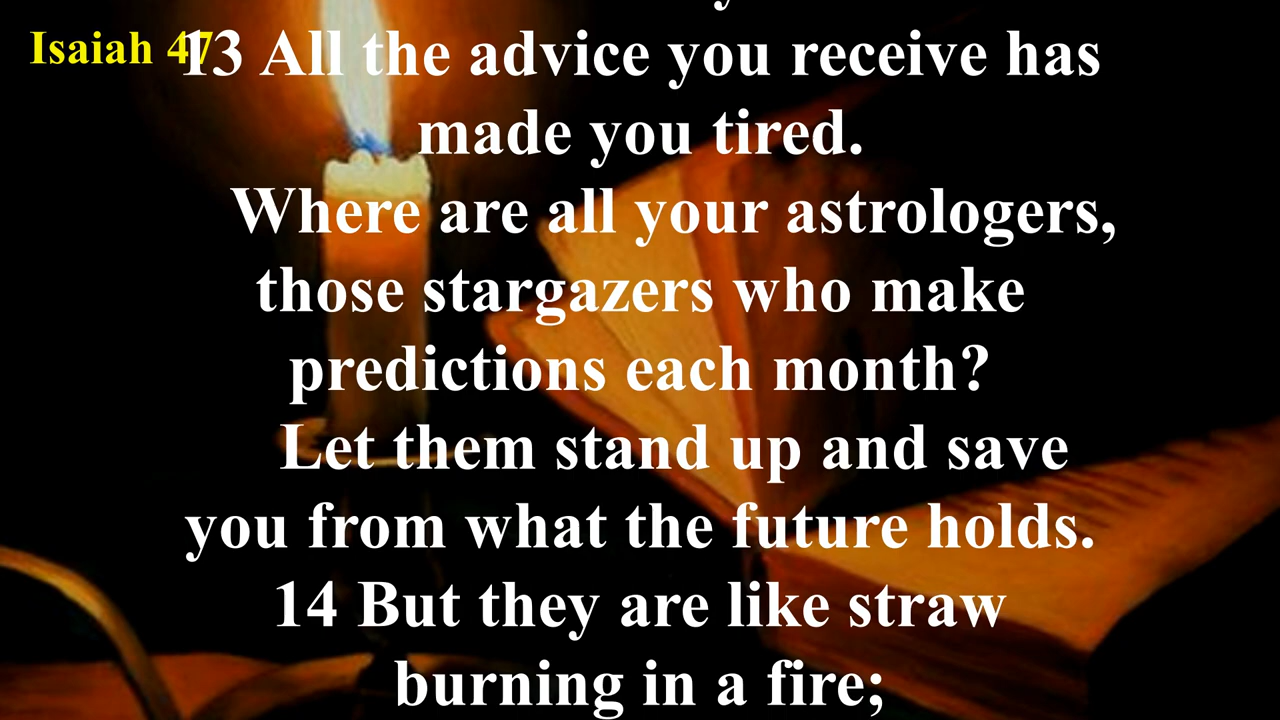 Isaiah 47
13 All the advice you receive has
made you tired.
Where are all your astrologers,
those stargazers who make
predictions each month?
Let them stand up and save
you from what the future holds.
14 But they are like straw
burning in a fire;